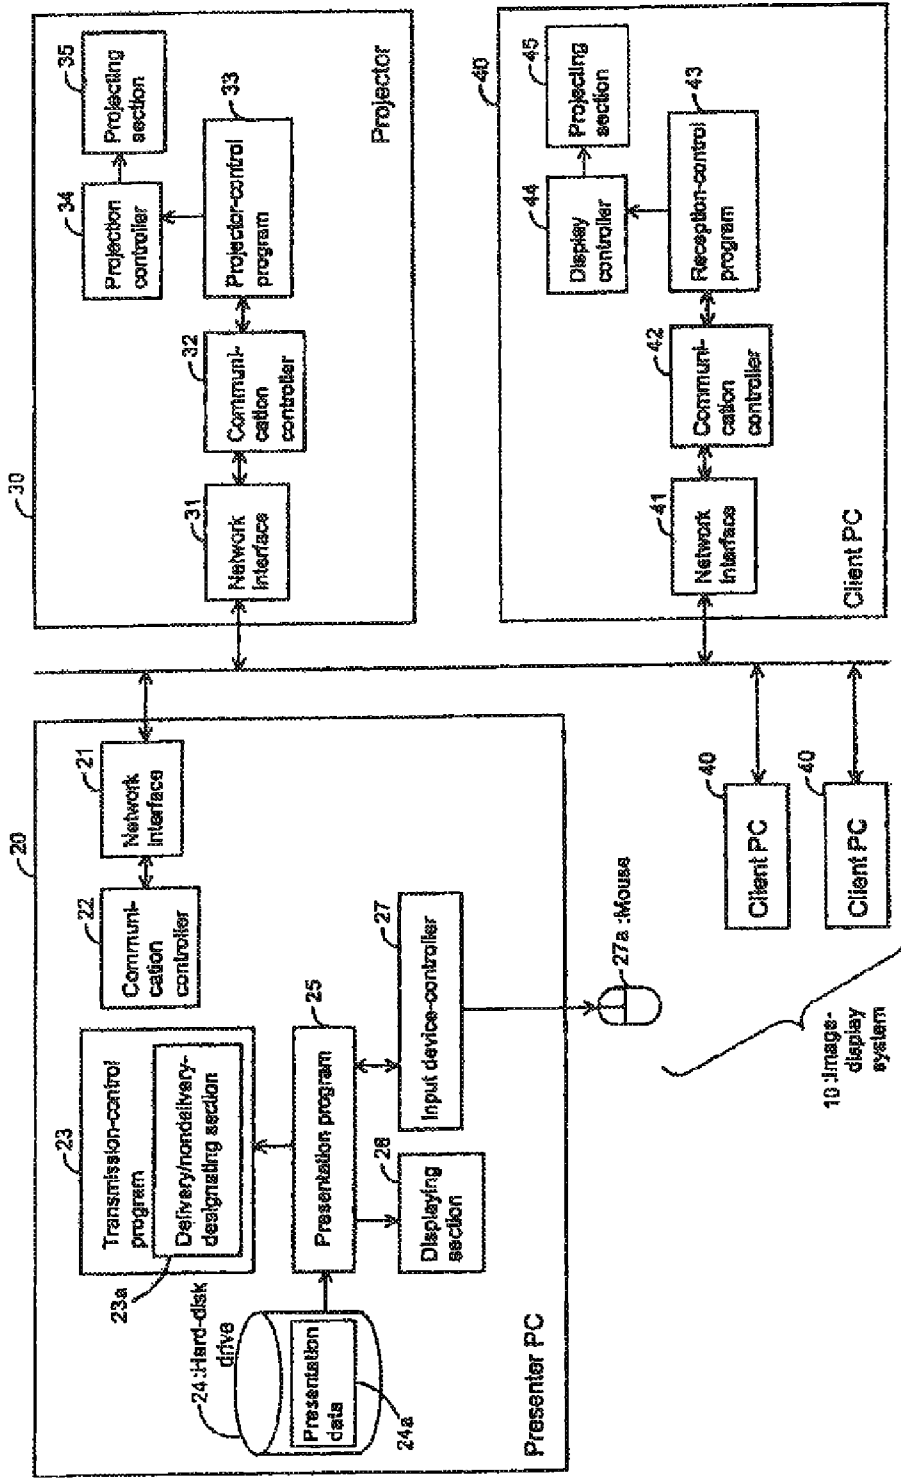 20
24 :Hard-disk
drive
Presentation
data
24a
23
Transmission-control
program
Delivery/nondelivery-
designating section
23a
22
Communi-
cation
controller
21
Network
interface
25
Presentation program
26
Displaying
section
27
Input device-controller
27a :Mouse
Presenter PC
30
31
Network
interface
32
Communi-
cation
controller
33
Projector-control
program
34
Projection
controller
35
Projecting
section
Projector
40
41
Network
interface
42
Communi-
cation
controller
43
Reception-control
program
44
Display
controller
45
Projecting
section
Client PC
40
Client PC
40
Client PC
10 :Image-
display
system